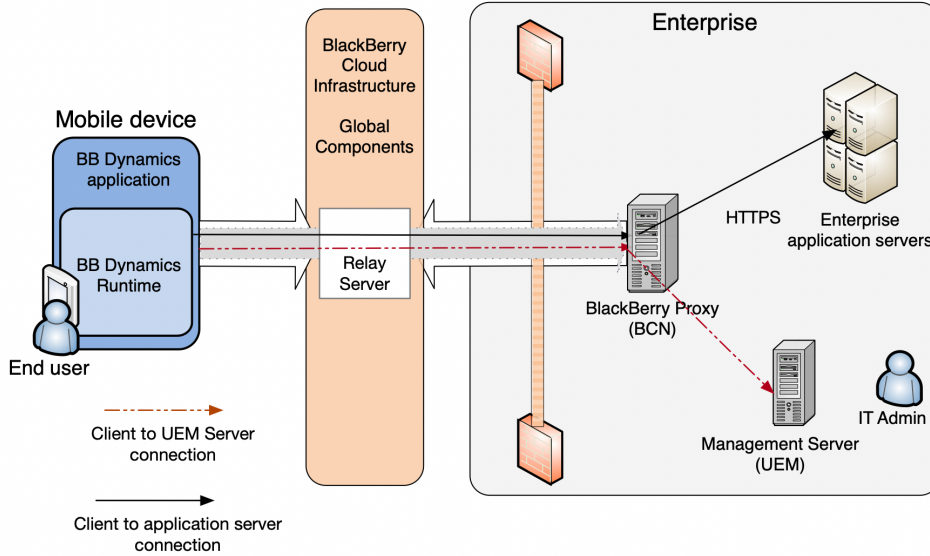 Enterprise
BlackBerry
Cloud
Infrastructure
Global
Components
Mobile device
BB Dynamics
application
BB Dynamics
Runtime
End user
Relay
Server
HTTPS
Enterprise
application servers
BlackBerry Proxy
(BCN)
Management Server
(UEM)
IT Admin
Client to UEM Server
connection
Client to application server
connection